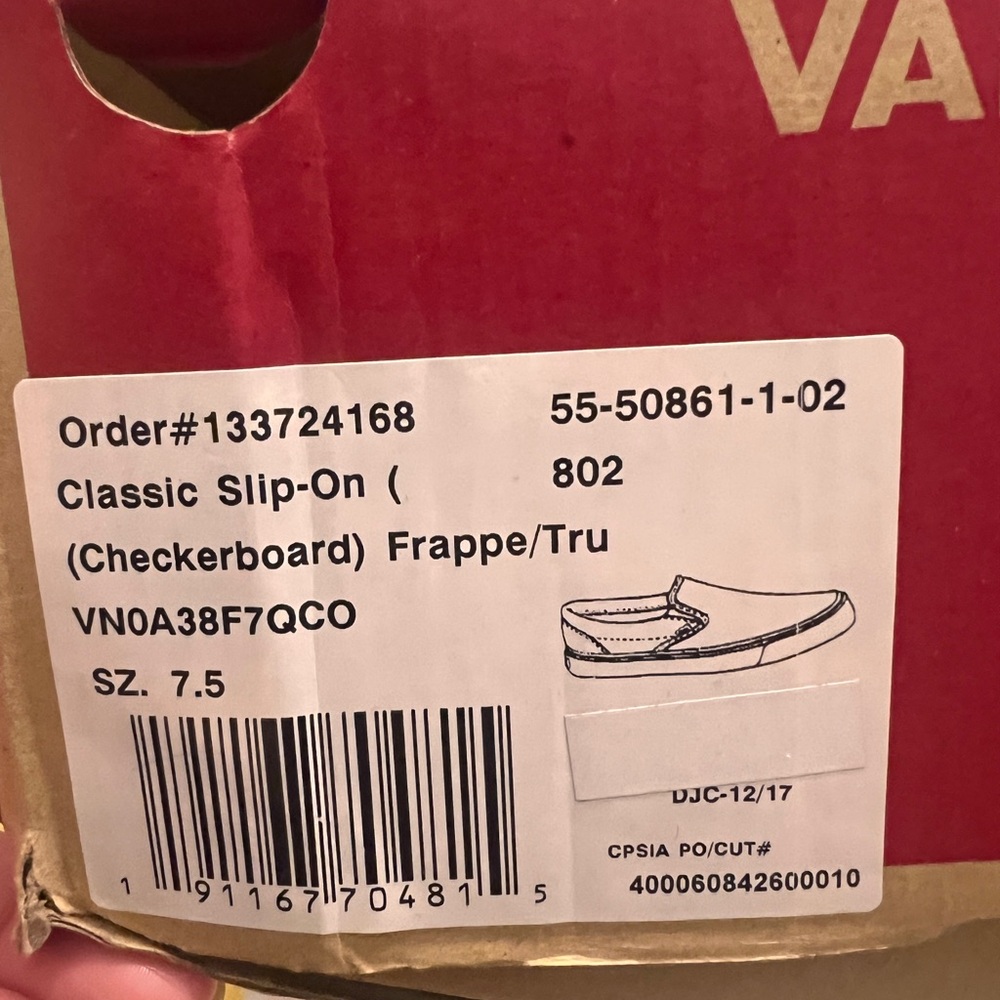 VA
Order#133724168 55-50861-1-02
Classic Slip-On ( 802
(Checkerboard) Frappe/Tru
VN0A38F7QCO
SZ. 7.5
DJC-12/17
CPSIA PO/CUT#
400060842600010
1 91167 70481 5